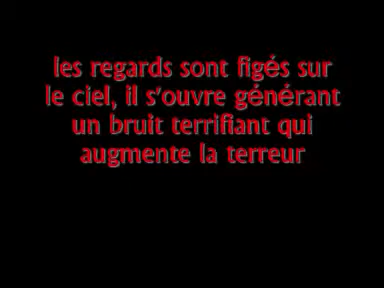 les regards sont figés sur
le ciel, il s'ouvre générant
un bruit terrifiant qui
augmente la terreur